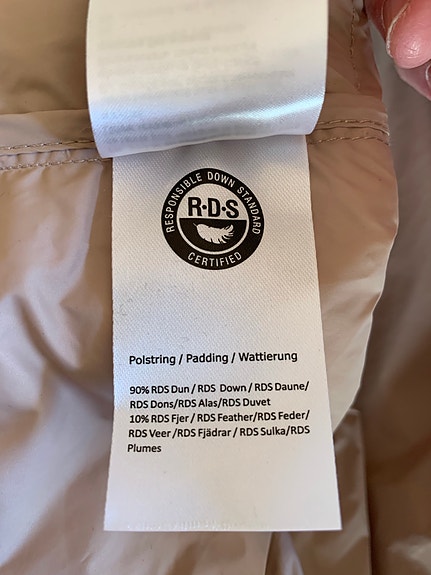 RESPONSIBLE DOWN STANDARD
R·D·S
CERTIFIED
Polstring / Padding / Wattierung
90% RDS Dun / RDS Down / RDS Daune/
RDS Dons/RDS Alas/RDS Duvet
10% RDS Fjer / RDS Feather/RDS Feder/
RDS Veer /RDS Fjädrar / RDS Sulka/RDS
Plumes